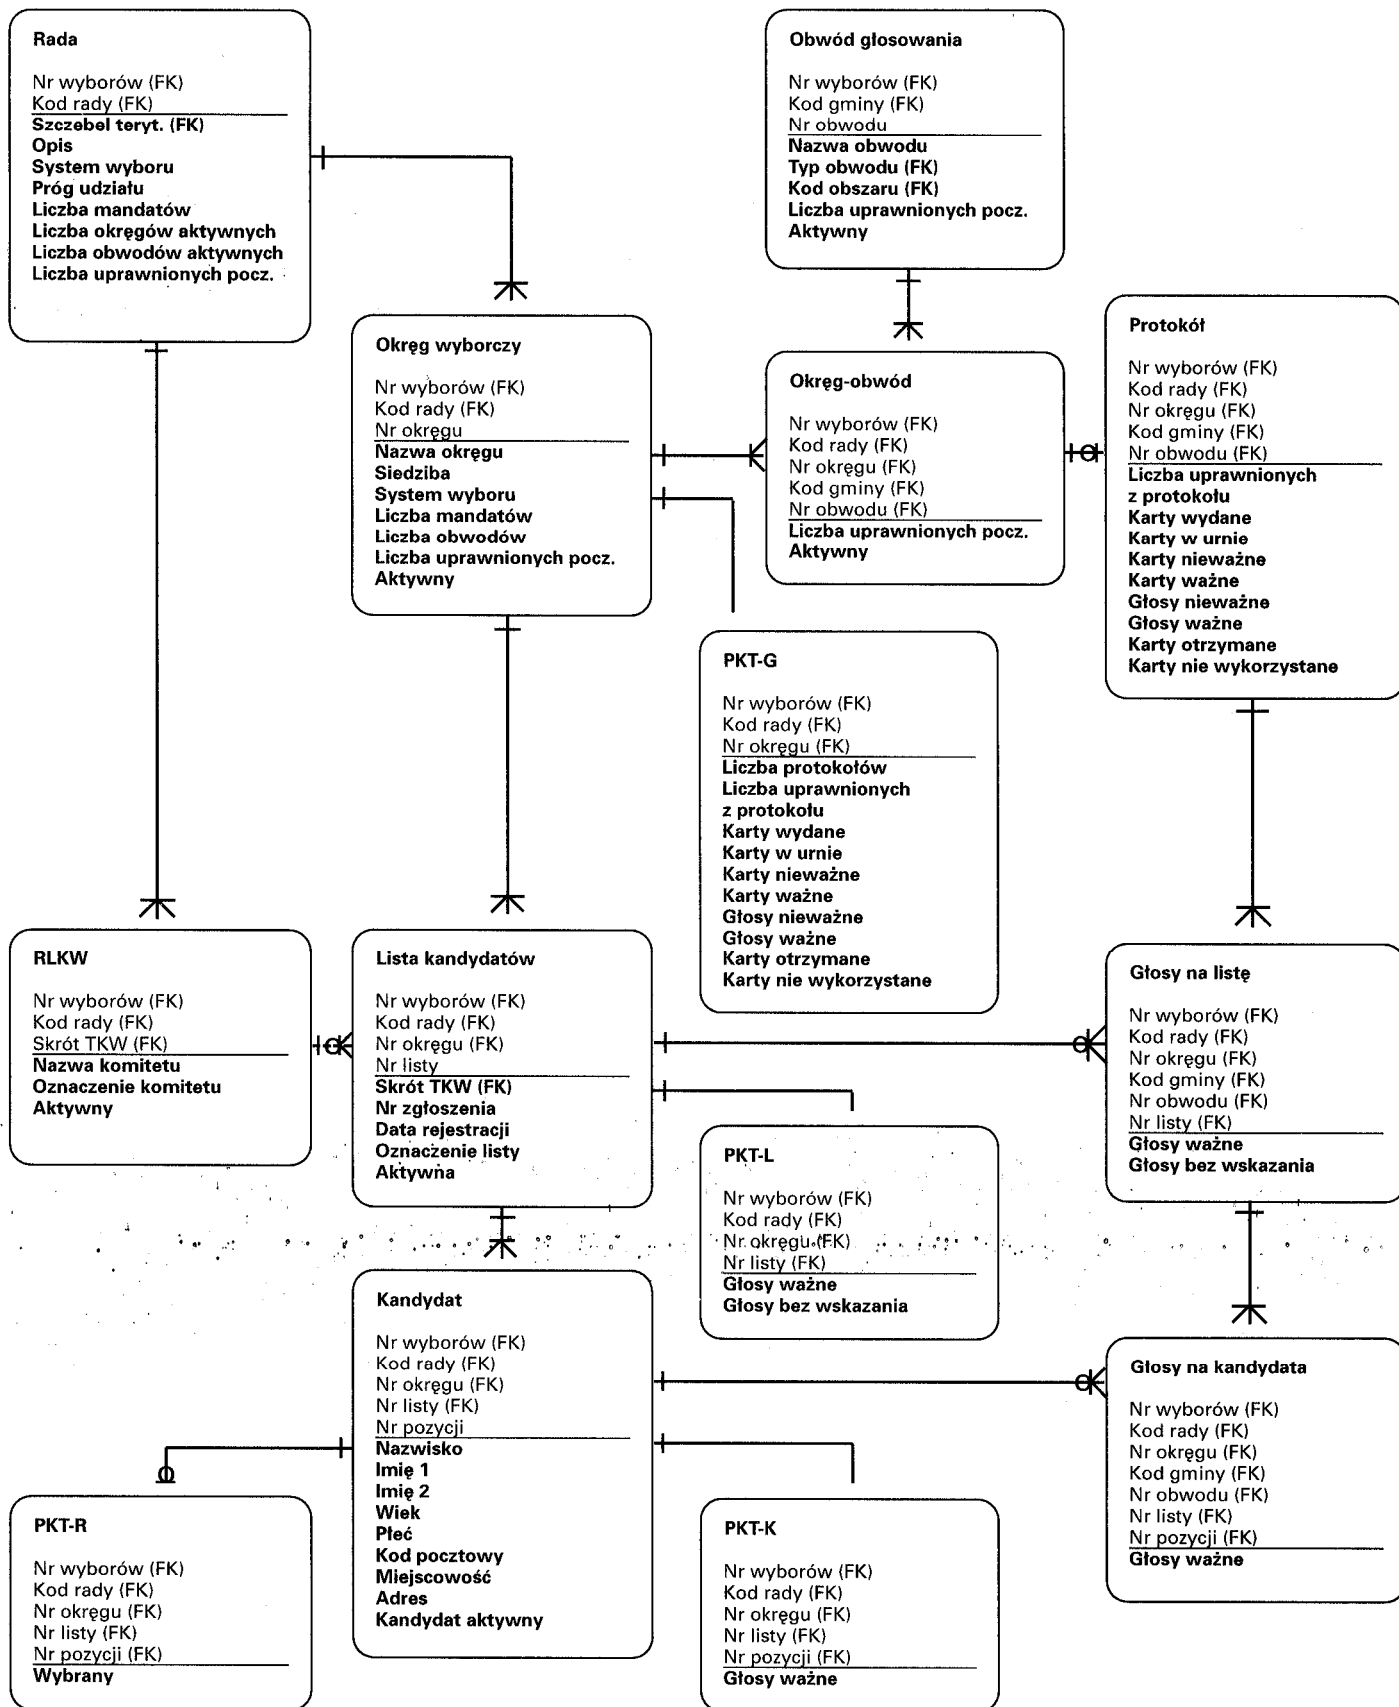 Rada
Nr wyborów (FK)
Kod rady (FK)
Szczebel teryt. (FK)
Opis
System wyboru
Próg udziału
Liczba mandatów
Liczba okręgów aktywnych
Liczba obwodów aktywnych
Liczba uprawnionych pocz.
Obwód głosowania
Nr wyborów (FK)
Kod gminy (FK)
Nr obwodu
Nazwa obwodu
Typ obwodu (FK)
Kod obszaru (FK)
Liczba uprawnionych pocz.
Aktywny
Okręg wyborczy
Nr wyborów (FK)
Kod rady (FK)
Nr okręgu
Nazwa okręgu
Siedziba
System wyboru
Liczba mandatów
Liczba obwodów
Liczba uprawnionych pocz.
Aktywny
Okręg-obwód
Nr wyborów (FK)
Kod rady (FK)
Nr okręgu (FK)
Kod gminy (FK)
Nr obwodu (FK)
Liczba uprawnionych pocz.
Aktywny
Protokół
Nr wyborów (FK)
Kod rady (FK)
Nr okręgu (FK)
Kod gminy (FK)
Nr obwodu (FK)
Liczba uprawnionych
z protokołu
Karty wydane
Karty w urnie
Karty nieważne
Karty ważne
Głosy nieważne
Głosy ważne
Karty otrzymane
Karty nie wykorzystane
PKT-G
Nr wyborów (FK)
Kod rady (FK)
Nr okręgu (FK)
Liczba protokołów
Liczba uprawnionych
z protokołu
Karty wydane
Karty w urnie
Karty nieważne
Karty ważne
Głosy nieważne
Głosy ważne
Karty otrzymane
Karty nie wykorzystane
RLKW
Nr wyborów (FK)
Kod rady (FK)
Skrót TKW (FK)
Nazwa komitetu
Oznaczenie komitetu
Aktywny
Lista kandydatów
Nr wyborów (FK)
Kod rady (FK)
Nr okręgu (FK)
Nr listy
Skrót TKW (FK)
Nr zgłoszenia
Data rejestracji
Oznaczenie listy
Aktywna
Głosy na listę
Nr wyborów (FK)
Kod rady (FK)
Nr okręgu (FK)
Kod gminy (FK)
Nr obwodu (FK)
Nr listy (FK)
Głosy ważne
Głosy bez wskazania
PKT-L
Nr wyborów (FK)
Kod rady (FK)
Nr okręgu (FK)
Nr listy (FK)
Głosy ważne
Głosy bez wskazania
Kandydat
Nr wyborów (FK)
Kod rady (FK)
Nr okręgu (FK)
Nr listy (FK)
Nr pozycji
Nazwisko
Imię 1
Imię 2
Wiek
Płeć
Kod pocztowy
Miejscowość
Adres
Kandydat aktywny
Głosy na kandydata
Nr wyborów (FK)
Kod rady (FK)
Nr okręgu (FK)
Kod gminy (FK)
Nr obwodu (FK)
Nr listy (FK)
Nr pozycji (FK)
Głosy ważne
PKT-R
Nr wyborów (FK)
Kod rady (FK)
Nr okręgu (FK)
Nr listy (FK)
Nr pozycji (FK)
Wybrany
PKT-K
Nr wyborów (FK)
Kod rady (FK)
Nr okręgu (FK)
Nr listy (FK)
Nr pozycji (FK)
Głosy ważne